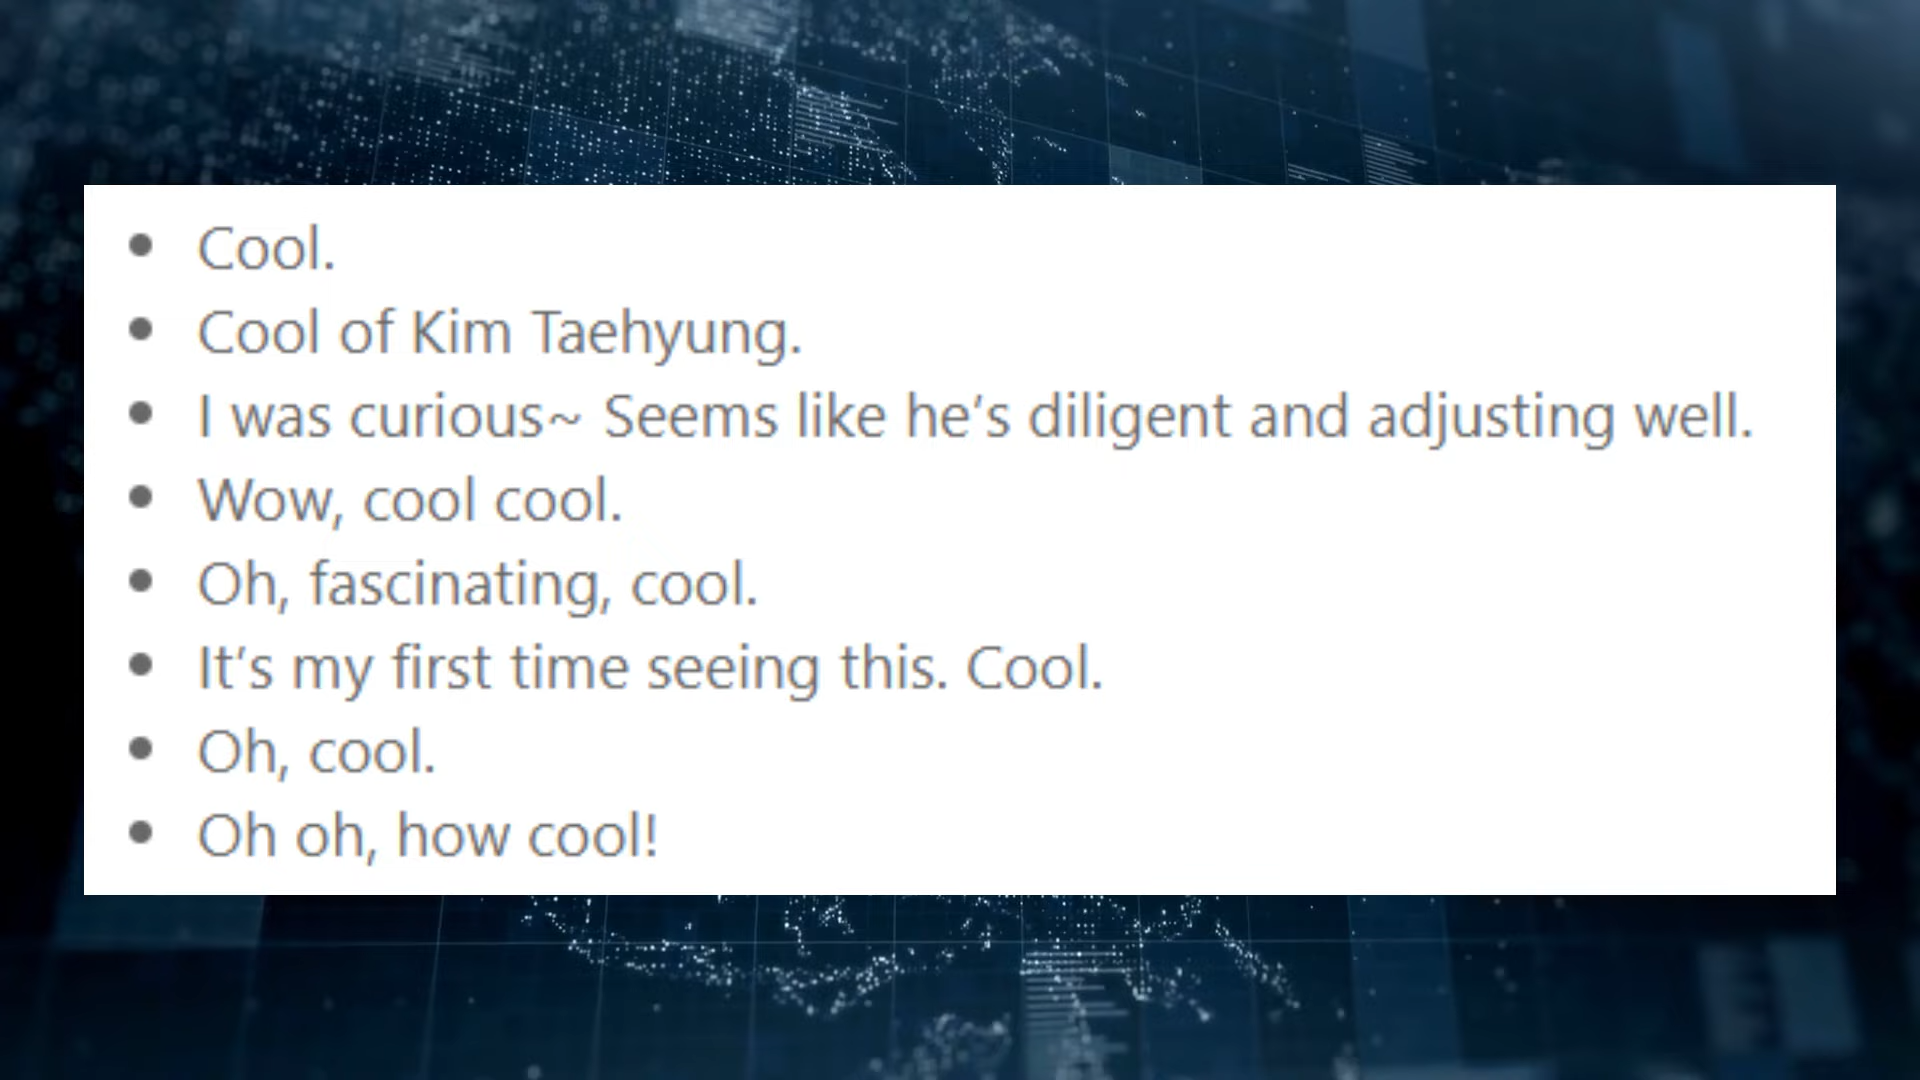 • Cool.
• Cool of Kim Taehyung.
• I was curious~ Seems like he’s diligent and adjusting well.
• Wow, cool cool.
• Oh, fascinating, cool.
• It’s my first time seeing this. Cool.
• Oh, cool.
• Oh oh, how cool!